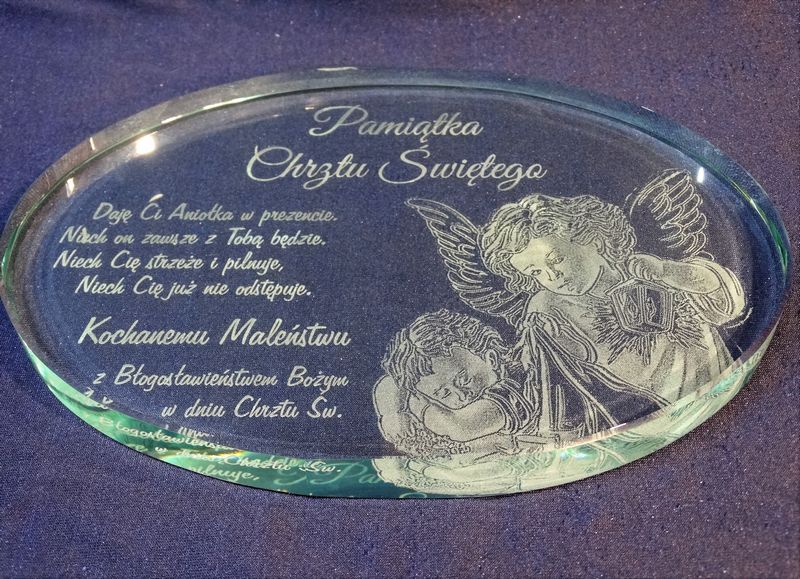 Pamiątka
Chrztu Świętego
Daję Ci Aniołka w prezencie.
Niech on zawsze z Tobą będzie.
Niech Cię strzeże i pilnuje,
Niech Cię już nie odstępuje.
Kochanemu Maleństwu
z Błogosławieństwem Bożym
w dniu Chrztu Św.